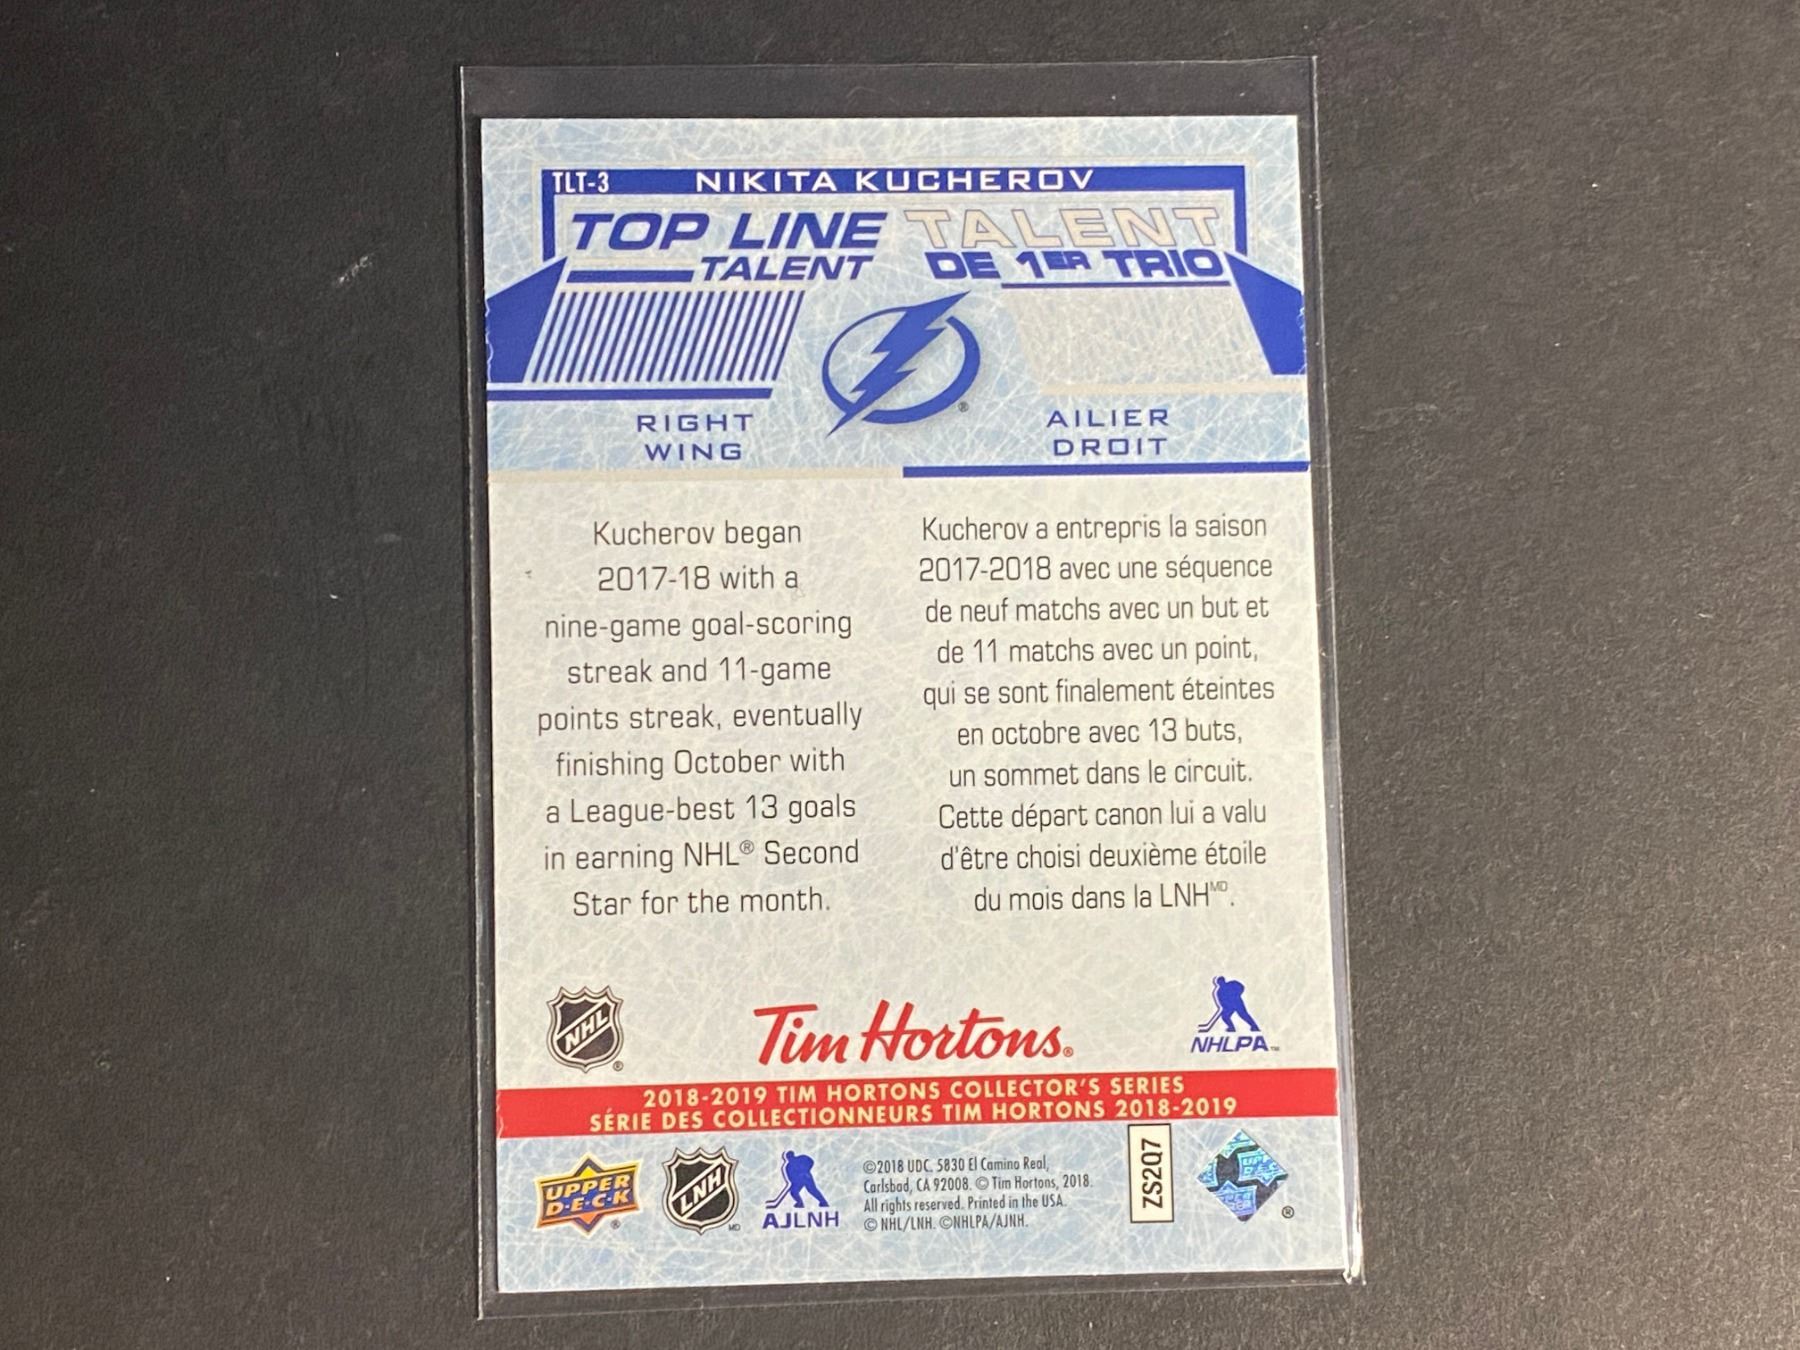 TLT-3 NIKITA KUCHEROV
TOP LINE
TALENT
TALENT
DE 1ER TRIO
®
RIGHT
WING
AILIER
DROIT
Kucherov began
2017-18 with a
nine-game goal-scoring
streak and 11-game
points streak, eventually
finishing October with
a League-best 13 goals
in earning NHL® Second
Star for the month.
Kucherov a entrepris la saison
2017-2018 avec une séquence
de neuf matchs avec un but et
de 11 matchs avec un point,
qui se sont finalement éteintes
en octobre avec 13 buts,
un sommet dans le circuit.
Cette départ canon lui a valu
d'être choisi deuxième étoile
du mois dans la LNHMD.
NHL ®
Tim Hortons®
NHLPA™
2018-2019 TIM HORTONS COLLECTOR'S SERIES
SÉRIE DES COLLECTIONNEURS TIM HORTONS 2018-2019
UPPER
D·E·C·K ®
LNH MD
AJLNH
©2018 UDC. 5830 El Camino Real,
Carlsbad, CA 92008. © Tim Hortons, 2018.
All rights reserved. Printed in the USA.
© NHL/LNH. ©NHLPA/AJNH.
ZS2Q7
®